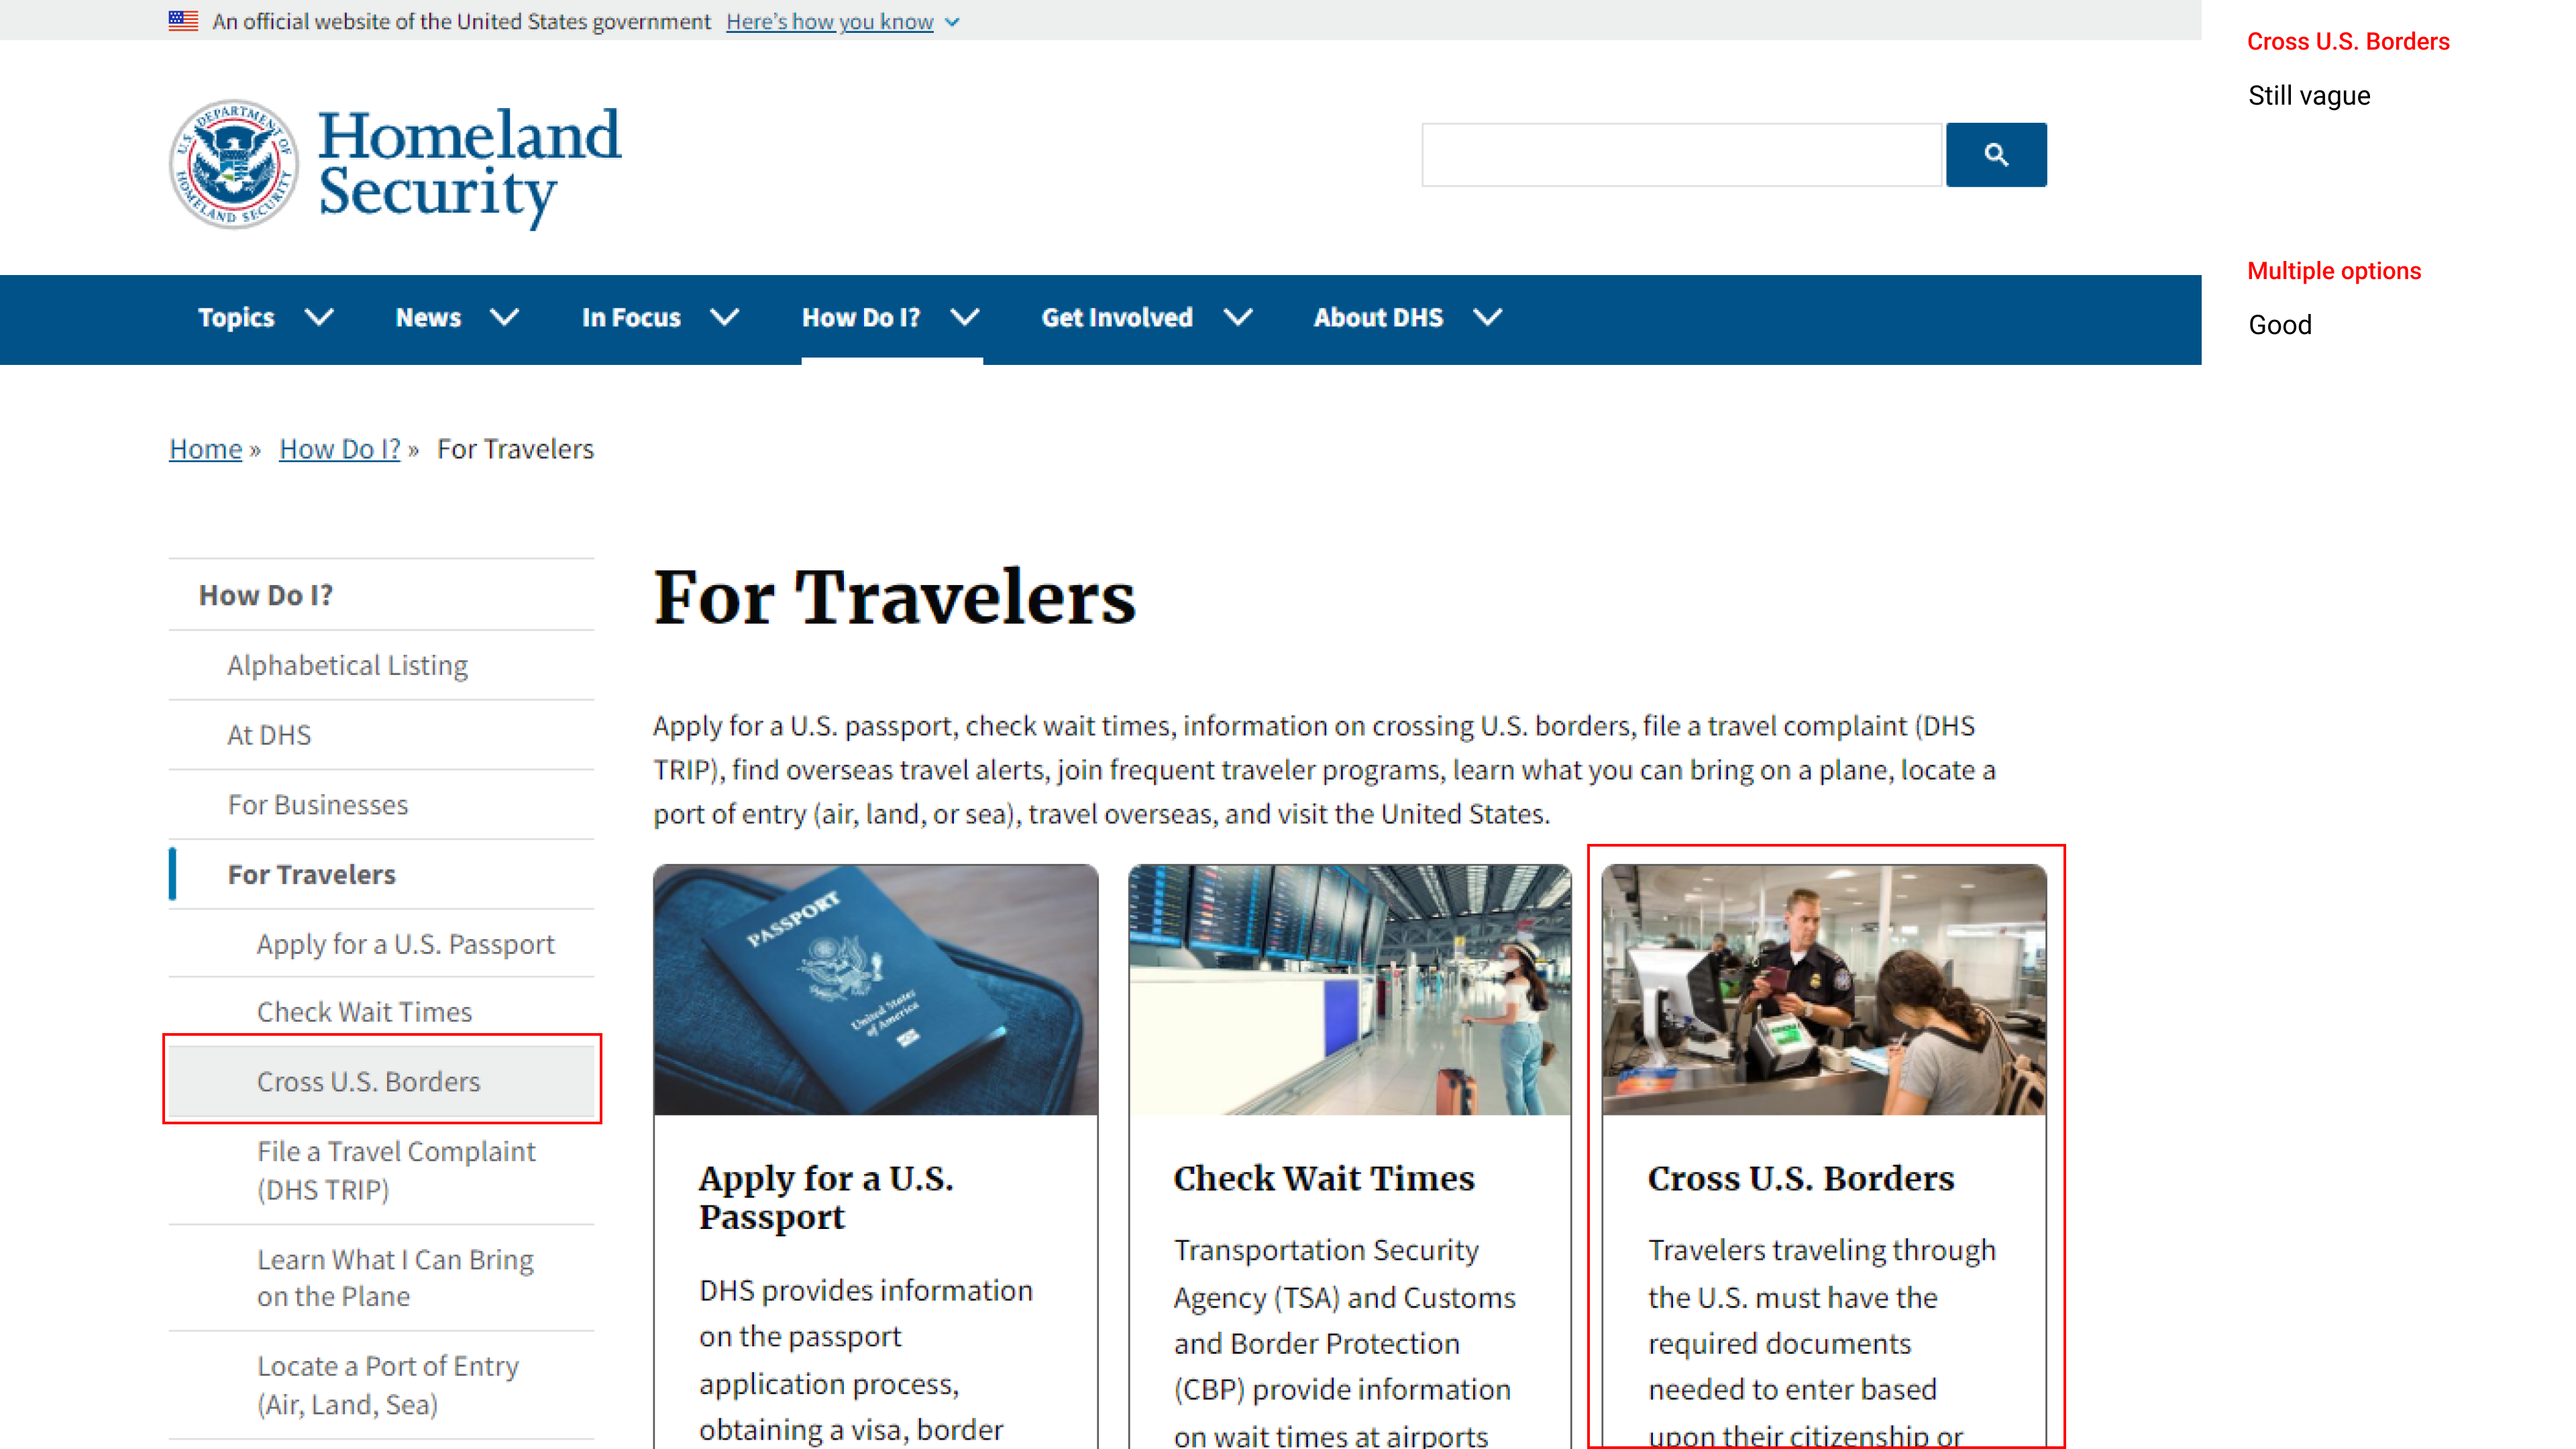 An official website of the United States government Here's how you know
U.S. DEPARTMENT OF HOMELAND SECURITY
Homeland
Security
Topics News In Focus How Do I? Get Involved About DHS
Home » How Do I? » For Travelers
How Do I?
Alphabetical Listing
At DHS
For Businesses
For Travelers
Apply for a U.S. Passport
Check Wait Times
Cross U.S. Borders
File a Travel Complaint
(DHS TRIP)
Learn What I Can Bring
on the Plane
Locate a Port of Entry
(Air, Land, Sea)
For Travelers
Apply for a U.S. passport, check wait times, information on crossing U.S. borders, file a travel complaint (DHS
TRIP), find overseas travel alerts, join frequent traveler programs, learn what you can bring on a plane, locate a
port of entry (air, land, or sea), travel overseas, and visit the United States.
PASSPORT
United States
of America
Apply for a U.S.
Passport
DHS provides information
on the passport
application process,
obtaining a visa, border
Check Wait Times
Transportation Security
Agency (TSA) and Customs
and Border Protection
(CBP) provide information
on wait times at airports
Cross U.S. Borders
Travelers traveling through
the U.S. must have the
required documents
needed to enter based
upon their citizenship or
Cross U.S. Borders
Still vague
Multiple options
Good